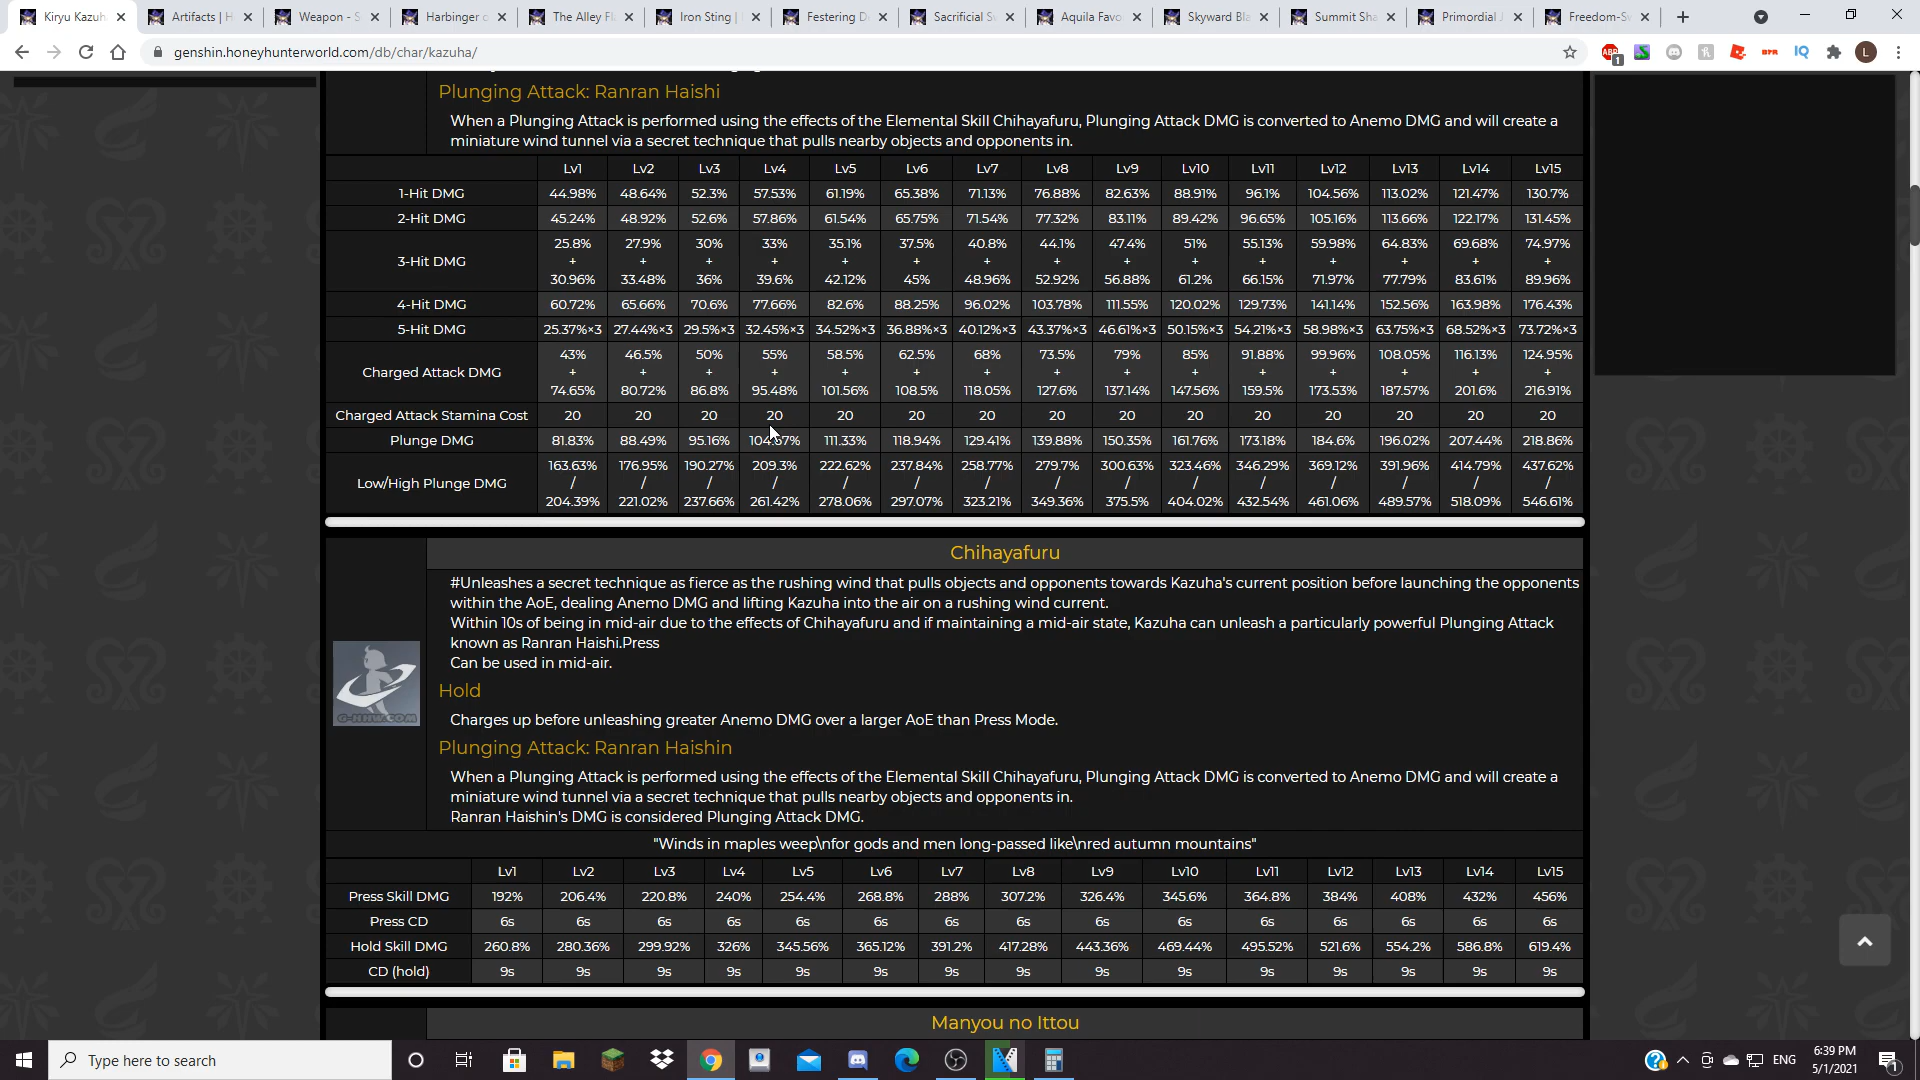 Kiryu Kazuh
Artifacts | H
Weapon - S
Harbinger o
The Alley Fl
Iron Sting |
Festering De
Sacrificial S
Aquila Favo
Skyward Bla
Summit Sha
Primordial J
Freedom-S
genshin.honeyhunterworld.com/db/char/kazuha/
Plunging Attack: Ranran Haishi
When a Plunging Attack is performed using the effects of the Elemental Skill Chihayafuru, Plunging Attack DMG is converted to Anemo DMG and will create a
miniature wind tunnel via a secret technique that pulls nearby objects and opponents in.
Lv1 Lv2 Lv3 Lv4 Lv5 Lv6 Lv7 Lv8 Lv9 Lv10 Lv11 Lv12 Lv13 Lv14 Lv15
1-Hit DMG 44.98% 48.64% 52.3% 57.53% 61.19% 65.38% 71.13% 76.88% 82.63% 88.91% 96.1% 104.56% 113.02% 121.47% 130.7%
2-Hit DMG 45.24% 48.92% 52.6% 57.86% 61.54% 65.75% 71.54% 77.32% 83.11% 89.42% 96.65% 105.16% 113.66% 122.17% 131.45%
25.8% 27.9% 30% 33% 35.1% 37.5% 40.8% 44.1% 47.4% 51% 55.13% 59.98% 64.83% 69.68% 74.97%
3-Hit DMG + + + + + + + + + + + + + + +
30.96% 33.48% 36% 39.6% 42.12% 45% 48.96% 52.92% 56.88% 61.2% 66.15% 71.97% 77.79% 83.61% 89.96%
4-Hit DMG 60.72% 65.66% 70.6% 77.66% 82.6% 88.25% 96.02% 103.78% 111.55% 120.02% 129.73% 141.14% 152.56% 163.98% 176.43%
5-Hit DMG 25.37%×3 27.44%×3 29.5%×3 32.45%×3 34.52%×3 36.88%×3 40.12%×3 43.37%×3 46.61%×3 50.15%×3 54.21%×3 58.98%×3 63.75%×3 68.52%×3 73.72%×3
43% 46.5% 50% 55% 58.5% 62.5% 68% 73.5% 79% 85% 91.88% 99.96% 108.05% 116.13% 124.95%
Charged Attack DMG + + + + + + + + + + + + + + +
74.65% 80.72% 86.8% 95.48% 101.56% 108.5% 118.05% 127.6% 137.14% 147.56% 159.5% 173.53% 187.57% 201.6% 216.91%
Charged Attack Stamina Cost 20 20 20 20 20 20 20 20 20 20 20 20 20 20 20
Plunge DMG 81.83% 88.49% 95.16% 104.67% 111.33% 118.94% 129.41% 139.88% 150.35% 161.76% 173.18% 184.6% 196.02% 207.44% 218.86%
163.63% 176.95% 190.27% 209.3% 222.62% 237.84% 258.77% 279.7% 300.63% 323.46% 346.29% 369.12% 391.96% 414.79% 437.62%
Low/High Plunge DMG / / / / / / / / / / / / / / /
204.39% 221.02% 237.66% 261.42% 278.06% 297.07% 323.21% 349.36% 375.5% 404.02% 432.54% 461.06% 489.57% 518.09% 546.61%
Chihayafuru
#Unleashes a secret technique as fierce as the rushing wind that pulls objects and opponents towards Kazuha's current position before launching the opponents
within the AoE, dealing Anemo DMG and lifting Kazuha into the air on a rushing wind current.
Within 10s of being in mid-air due to the effects of Chihayafuru and if maintaining a mid-air state, Kazuha can unleash a particularly powerful Plunging Attack
known as Ranran Haishi.Press
Can be used in mid-air.
G-HHW.COM
Hold
Charges up before unleashing greater Anemo DMG over a larger AoE than Press Mode.
Plunging Attack: Ranran Haishin
When a Plunging Attack is performed using the effects of the Elemental Skill Chihayafuru, Plunging Attack DMG is converted to Anemo DMG and will create a
miniature wind tunnel via a secret technique that pulls nearby objects and opponents in.
Ranran Haishin's DMG is considered Plunging Attack DMG.
"Winds in maples weep\nfor gods and men long-passed like\nred autumn mountains"
Lv1 Lv2 Lv3 Lv4 Lv5 Lv6 Lv7 Lv8 Lv9 Lv10 Lv11 Lv12 Lv13 Lv14 Lv15
Press Skill DMG 192% 206.4% 220.8% 240% 254.4% 268.8% 288% 307.2% 326.4% 345.6% 364.8% 384% 408% 432% 456%
Press CD 6s 6s 6s 6s 6s 6s 6s 6s 6s 6s 6s 6s 6s 6s 6s
Hold Skill DMG 260.8% 280.36% 299.92% 326% 345.56% 365.12% 391.2% 417.28% 443.36% 469.44% 495.52% 521.6% 554.2% 586.8% 619.4%
CD (hold) 9s 9s 9s 9s 9s 9s 9s 9s 9s 9s 9s 9s 9s 9s 9s
Manyou no Ittou
Type here to search
ENG
6:39 PM
5/1/2021